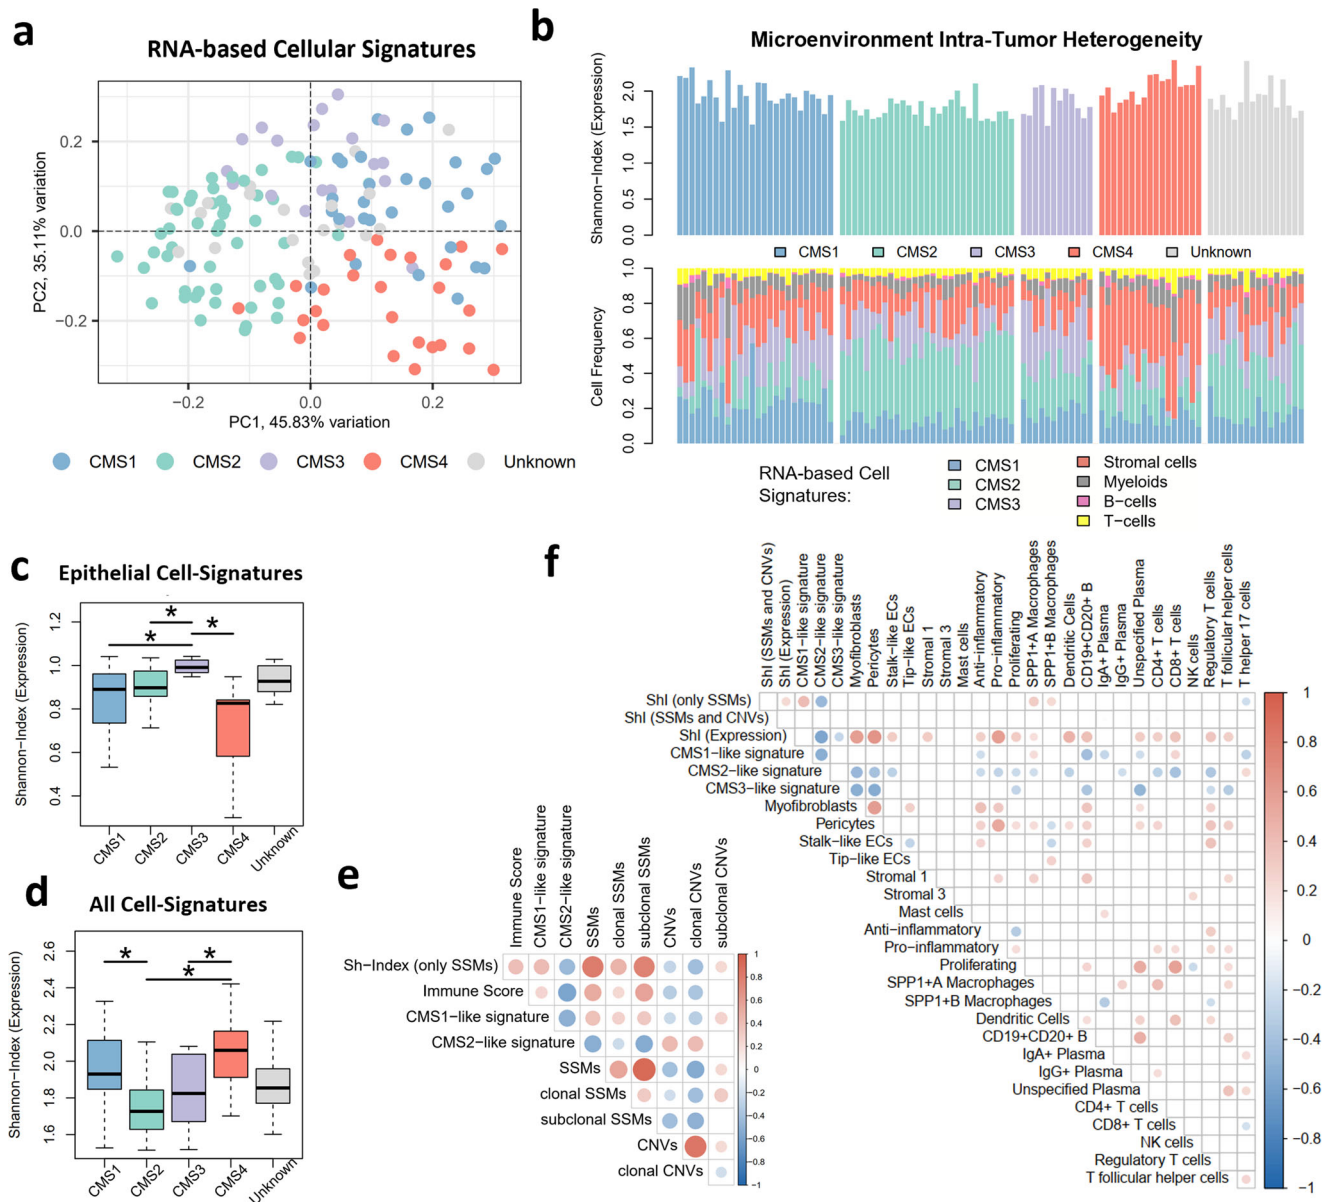 a
RNA-based Cellular Signatures
PC2, 35.11% variation
0.2
0.0
−0.2
−0.2
0.0
0.2
PC1, 45.83% variation
CMS1
CMS2
CMS3
CMS4
Unknown
b
Microenvironment Intra-Tumor Heterogeneity
Shannon−Index (Expression)
2.0
1.5
1.0
0.5
0.0
CMS1
CMS2
CMS3
CMS4
Unknown
Cell Frequency
1.0
0.8
0.6
0.4
0.2
0.0
RNA-based Cell
Signatures:
CMS1
CMS2
CMS3
Stromal cells
Myeloids
B−cells
T−cells
c
Epithelial Cell-Signatures
Shannon−Index (Expression)
1.2
1.0
0.8
0.6
0.4
*
*
*
CMS1
CMS2
CMS3
CMS4
Unknown
d
All Cell-Signatures
Shannon−Index (Expression)
2.6
2.4
2.2
2.0
1.8
1.6
*
*
*
CMS1
CMS2
CMS3
CMS4
Unknown
e
Immune Score
CMS1−like signature
CMS2−like signature
SSMs
clonal SSMs
subclonal SSMs
CNVs
clonal CNVs
subclonal CNVs
Sh−Index (only SSMs)
Immune Score
CMS1−like signature
CMS2−like signature
SSMs
clonal SSMs
subclonal SSMs
CNVs
clonal CNVs
1
0.8
0.6
0.4
0.2
0
−0.2
−0.4
−0.6
−0.8
−1
f
ShI (SSMs and CNVs)
ShI (Expression)
CMS1−like signature
CMS2−like signature
CMS3−like signature
Myofibroblasts
Pericytes
Stalk−like ECs
Tip−like ECs
Stromal 1
Stromal 3
Mast cells
Anti−inflammatory
Pro−inflammatory
Proliferating
SPP1+A Macrophages
SPP1+B Macrophages
Dendritic Cells
CD19+CD20+ B
IgA+ Plasma
IgG+ Plasma
Unspecified Plasma
CD4+ T cells
CD8+ T cells
NK cells
Regulatory T cells
T follicular helper cells
T helper 17 cells
ShI (only SSMs)
ShI (SSMs and CNVs)
ShI (Expression)
CMS1−like signature
CMS2−like signature
CMS3−like signature
Myofibroblasts
Pericytes
Stalk−like ECs
Tip−like ECs
Stromal 1
Stromal 3
Mast cells
Anti−inflammatory
Pro−inflammatory
Proliferating
SPP1+A Macrophages
SPP1+B Macrophages
Dendritic Cells
CD19+CD20+ B
IgA+ Plasma
IgG+ Plasma
Unspecified Plasma
CD4+ T cells
CD8+ T cells
NK cells
Regulatory T cells
T follicular helper cells
1
0.8
0.6
0.4
0.2
0
−0.2
−0.4
−0.6
−0.8
−1